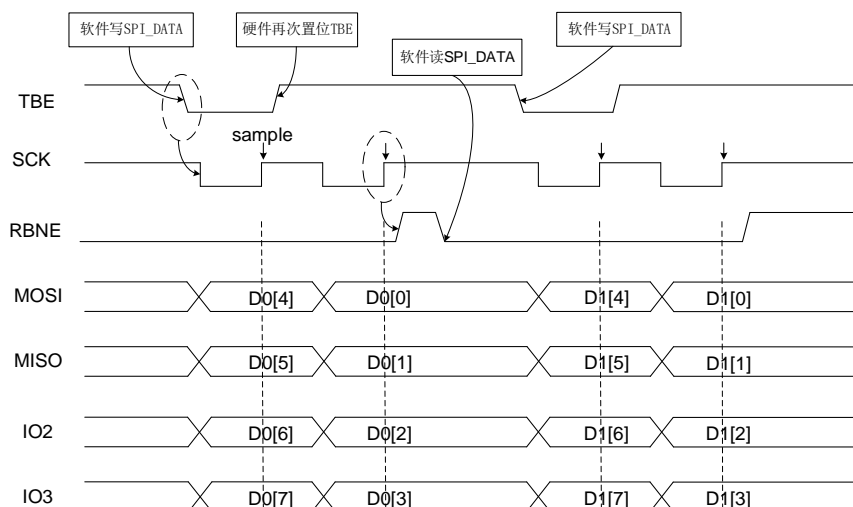 软件写SPI_DATA
硬件再次置位TBE
软件读SPI_DATA
软件写SPI_DATA
TBE
sample
SCK
RBNE
MOSI
D0[4]
D0[0]
D1[4]
D1[0]
MISO
D0[5]
D0[1]
D1[5]
D1[1]
IO2
D0[6]
D0[2]
D1[6]
D1[2]
IO3
D0[7]
D0[3]
D1[7]
D1[3]